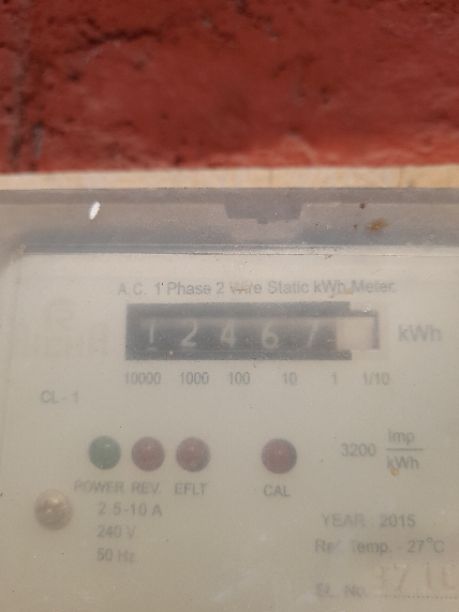 A.C. 1 Phase 2 Wire Static kWh Meter
1 2 4 6 7 kWh
10000 1000 100 10 1 1/10
CL - 1
3200 Imp/kWh
POWER REV. EFLT CAL
2.5-10 A
240 V
50 Hz
YEAR 2015
Ref. Temp. 27°C
SL. No.